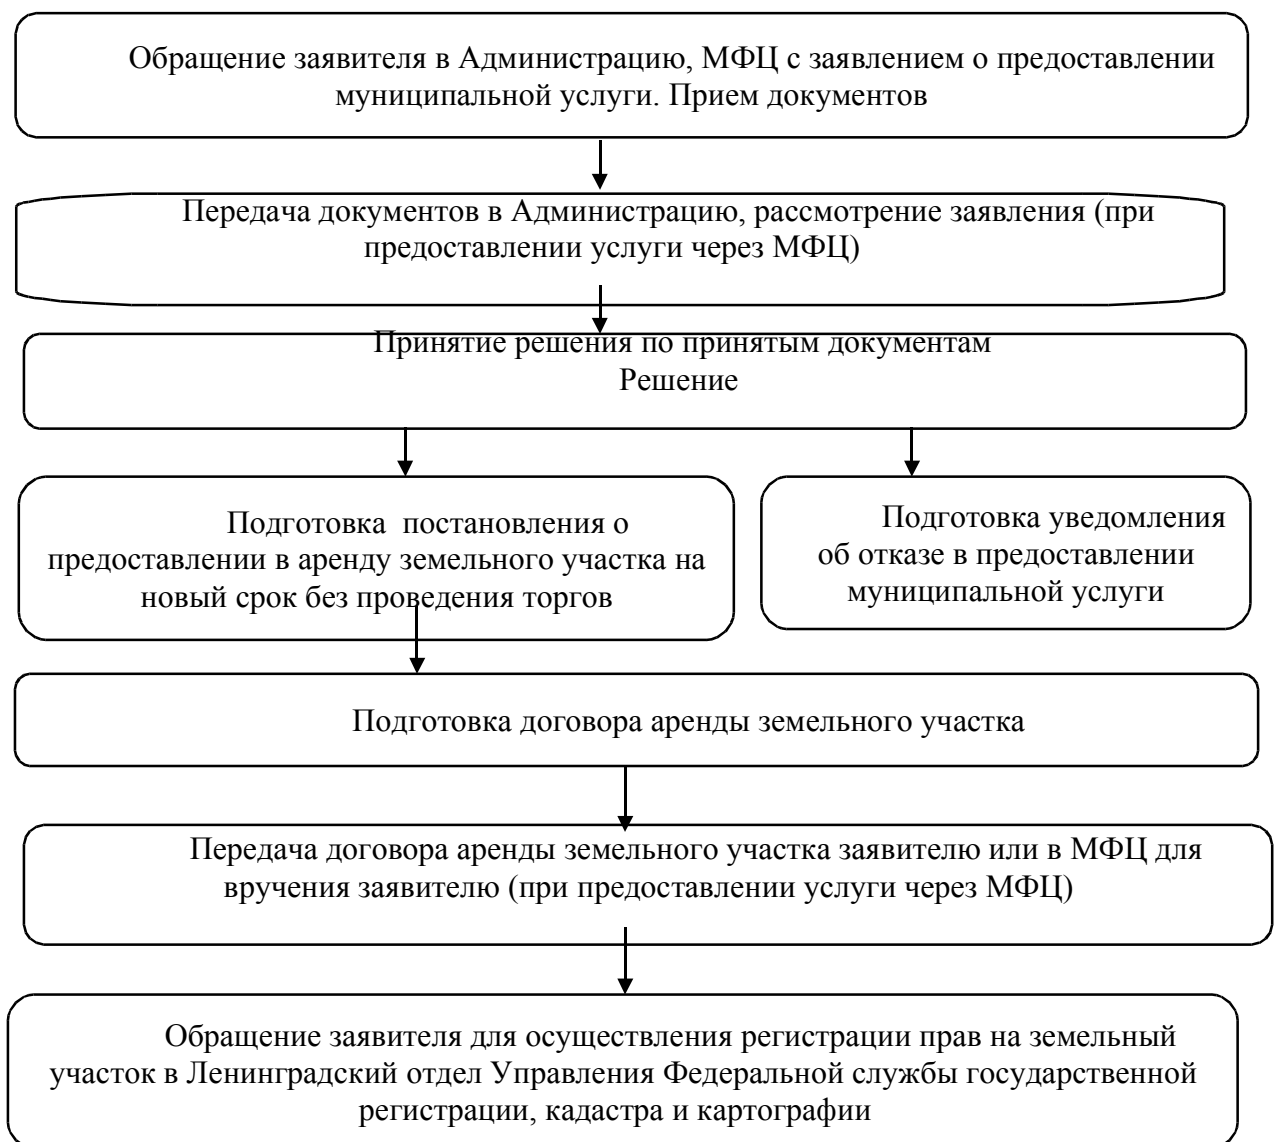 Обращение заявителя в Администрацию, МФЦ с заявлением о предоставлении
муниципальной услуги. Прием документов
Передача документов в Администрацию, рассмотрение заявления (при
предоставлении услуги через МФЦ)
Принятие решения по принятым документам
Решение
Подготовка постановления о
предоставлении в аренду земельного участка на
новый срок без проведения торгов
Подготовка уведомления
об отказе в предоставлении
муниципальной услуги
Подготовка договора аренды земельного участка
Передача договора аренды земельного участка заявителю или в МФЦ для
вручения заявителю (при предоставлении услуги через МФЦ)
Обращение заявителя для осуществления регистрации прав на земельный
участок в Ленинградский отдел Управления Федеральной службы государственной
регистрации, кадастра и картографии